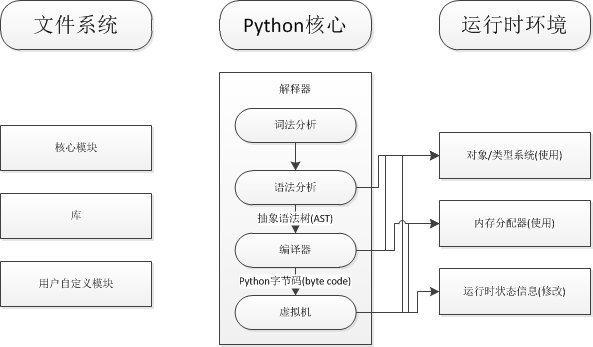 文件系统
Python核心
运行时环境
解释器
词法分析
语法分析
抽象语法树(AST)
编译器
Python字节码(byte code)
虚拟机
核心模块
库
用户自定义模块
对象/类型系统(使用)
内存分配器(使用)
运行时状态信息(修改)